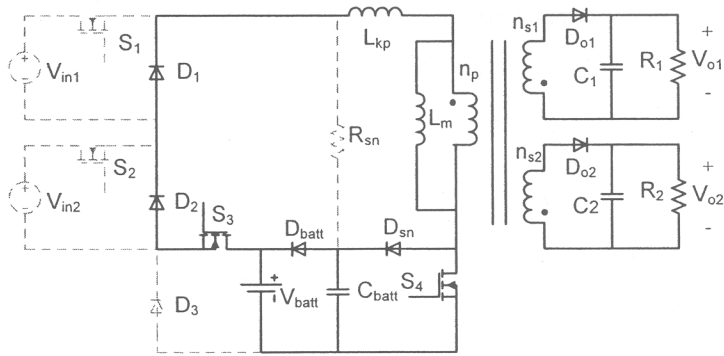 S1
Vin1
D1
Lkp
np
Lm
ns1
Do1
C1
R1
+
Vo1
-
S2
Vin2
D2
Rsn
ns2
Do2
C2
R2
+
Vo2
-
S3
Dbatt
Dsn
D3
+
Vbatt
Cbatt
S4